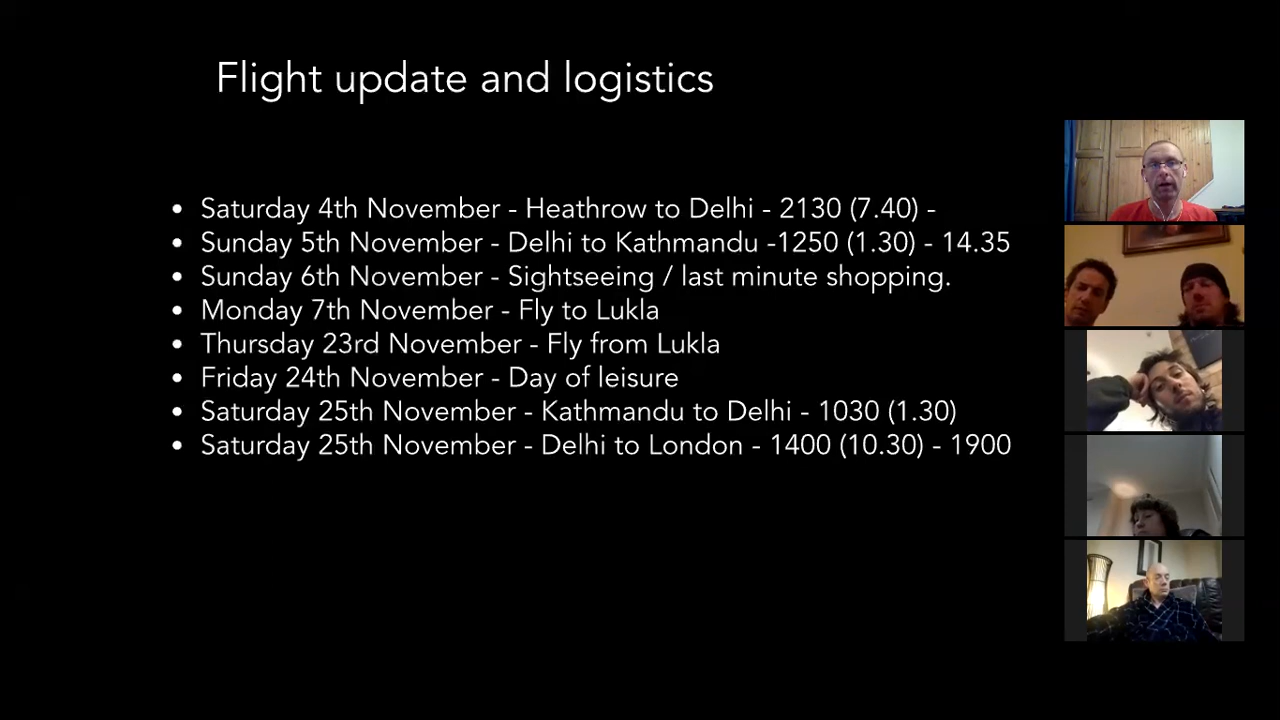 Flight update and logistics
• Saturday 4th November - Heathrow to Delhi - 2130 (7.40) -
• Sunday 5th November - Delhi to Kathmandu -1250 (1.30) - 14.35
• Sunday 6th November - Sightseeing / last minute shopping.
• Monday 7th November - Fly to Lukla
• Thursday 23rd November - Fly from Lukla
• Friday 24th November - Day of leisure
• Saturday 25th November - Kathmandu to Delhi - 1030 (1.30)
• Saturday 25th November - Delhi to London - 1400 (10.30) - 1900